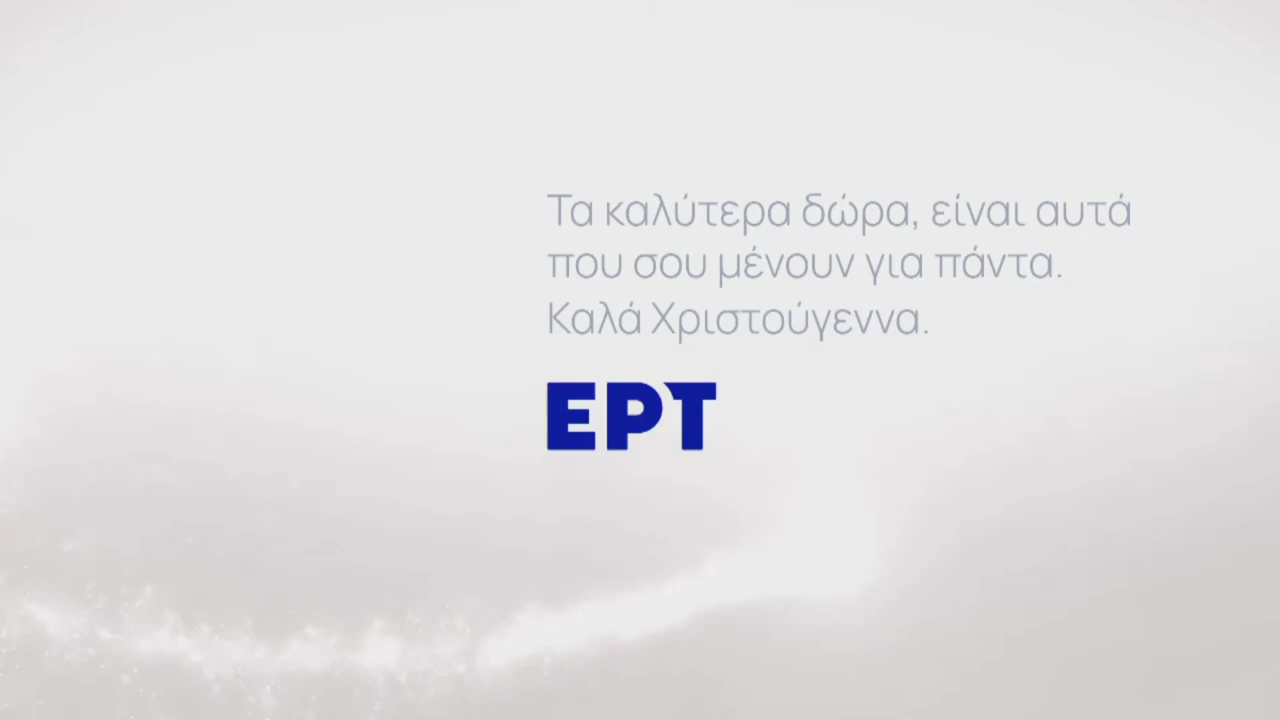 Τα καλύτερα δώρα, είναι αυτά
που σου μένουν για πάντα.
Καλά Χριστούγεννα.
ΕΡΤ